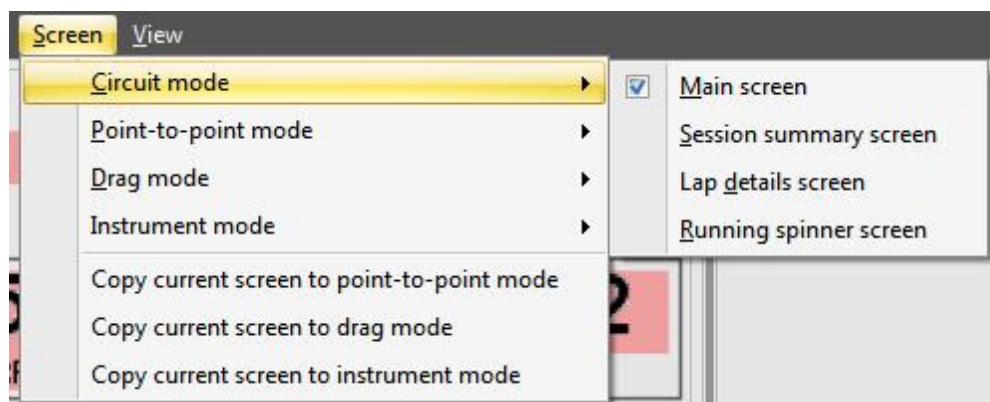 Screen View
Circuit mode
Main screen
Point-to-point mode
Session summary screen
Drag mode
Lap details screen
Instrument mode
Running spinner screen
Copy current screen to point-to-point mode
Copy current screen to drag mode
2
Copy current screen to instrument mode